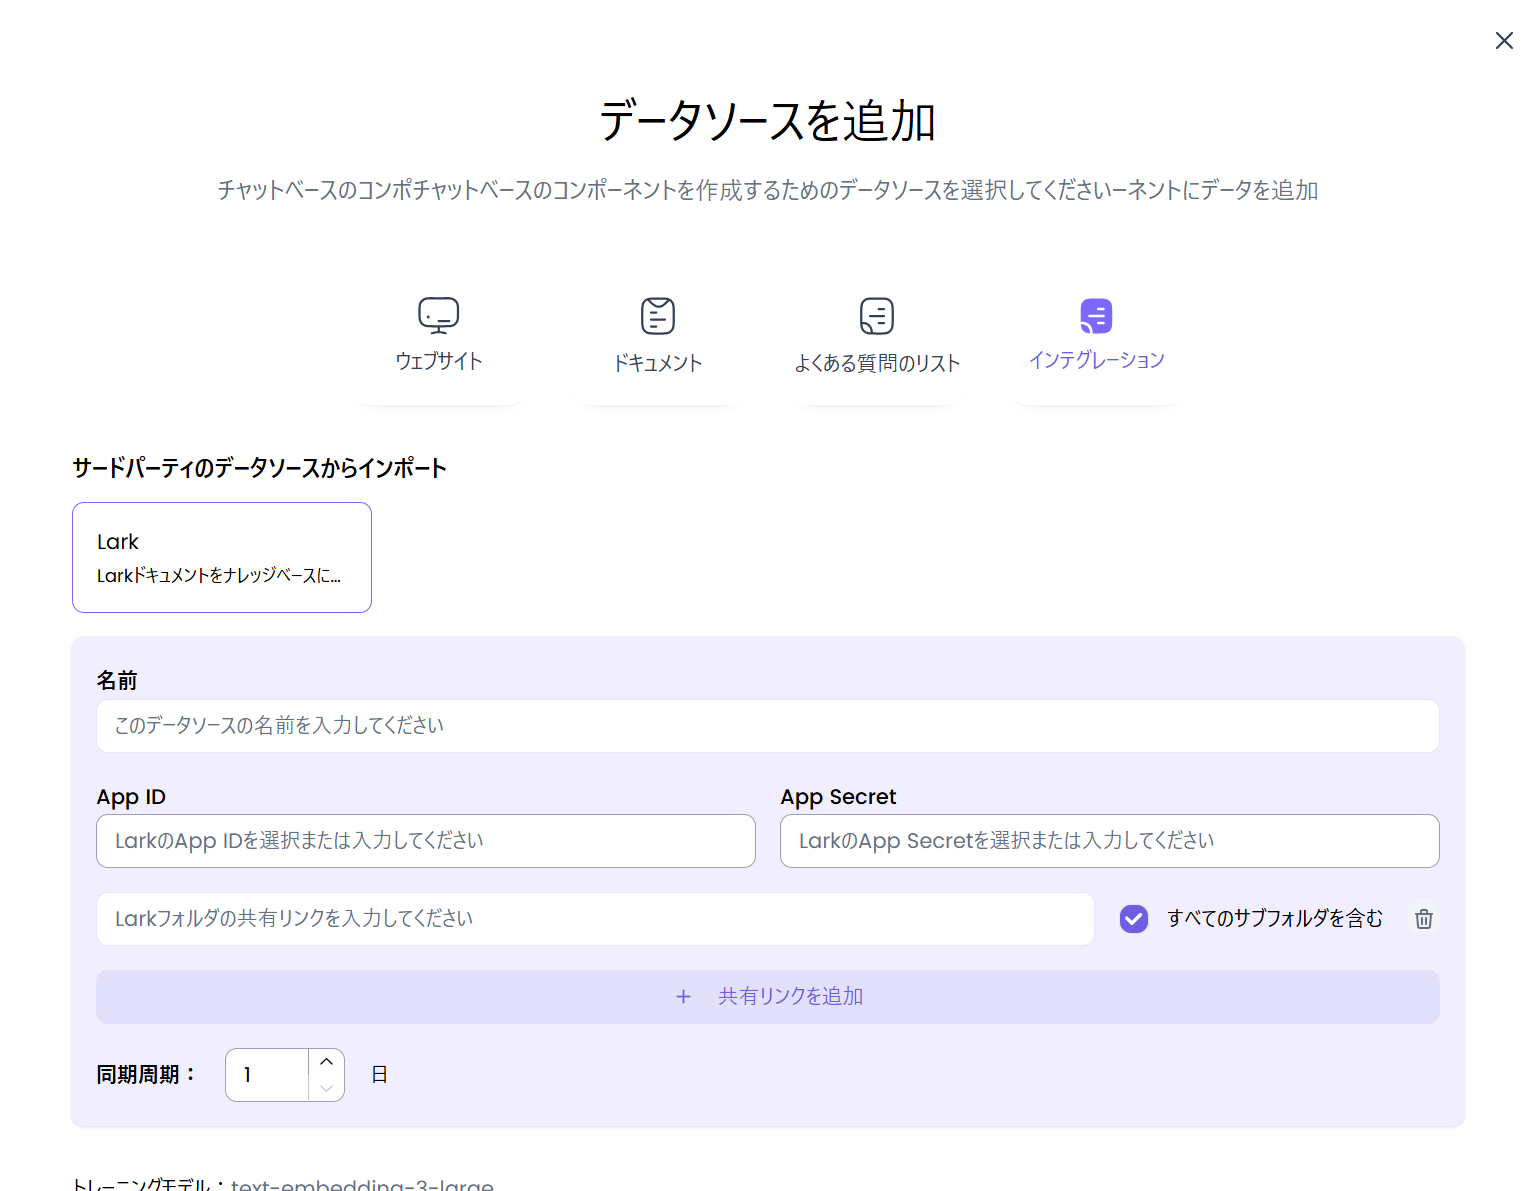 データソースを追加
チャットベースのコンポチャットベースのコンポーネントを作成するためのデータソースを選択してくださいーネントにデータを追加
ウェブサイト
ドキュメント
よくある質問のリスト
インテグレーション
サードパーティのデータソースからインポート
Lark
Larkドキュメントをナレッジベースに...
名前
このデータソースの名前を入力してください
App ID
App Secret
LarkのApp IDを選択または入力してください
LarkのApp Secretを選択または入力してください
Larkフォルダの共有リンクを入力してください
すべてのサブフォルダを含む
+ 共有リンクを追加
同期周期： 1 日
トレーニングモデル：text-embedding-3-large